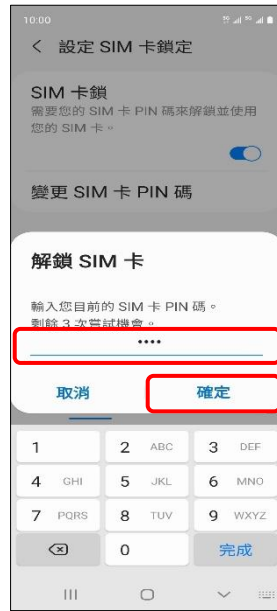 10:00
設定 SIM 卡鎖定
SIM 卡鎖
需要您的 SIM 卡 PIN 碼來解鎖並使用
您的 SIM 卡。
變更 SIM 卡 PIN 碼
解鎖 SIM 卡
輸入您目前的 SIM 卡 PIN 碼。
剩餘 3 次嘗試機會。
••••
取消 確定
1 2 ABC 3 DEF
4 GHI 5 JKL 6 MNO
7 PQRS 8 TUV 9 WXYZ
0 完成